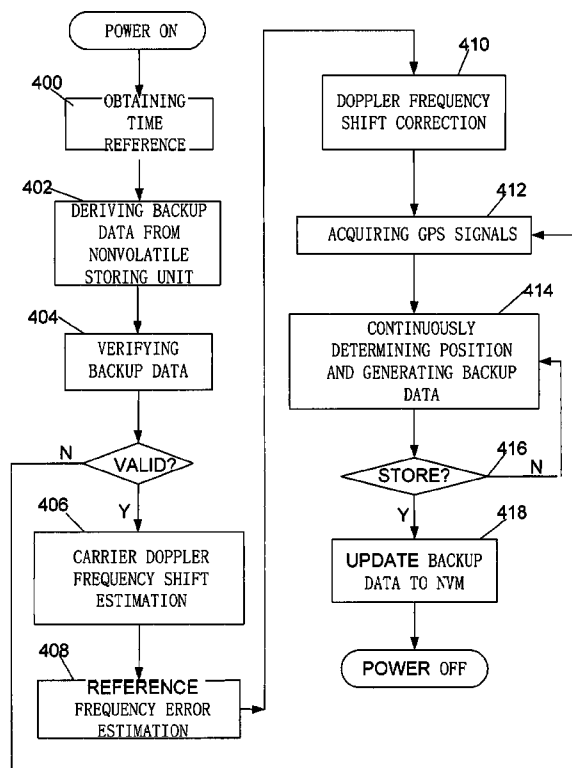 POWER ON
400
OBTAINING
TIME
REFERENCE
402
DERIVING BACKUP
DATA FROM
NONVOLATILE
STORING UNIT
404
VERIFYING
BACKUP DATA
N
VALID?
Y
406
CARRIER DOPPLER
FREQUENCY SHIFT
ESTIMATION
408
REFERENCE
FREQUENCY ERROR
ESTIMATION
410
DOPPLER FREQUENCY
SHIFT CORRECTION
412
ACQUIRING GPS SIGNALS
414
CONTINUOUSLY
DETERMINING POSITION
AND GENERATING BACKUP
DATA
416
STORE?
N
Y
418
UPDATE BACKUP
DATA TO NVM
POWER OFF